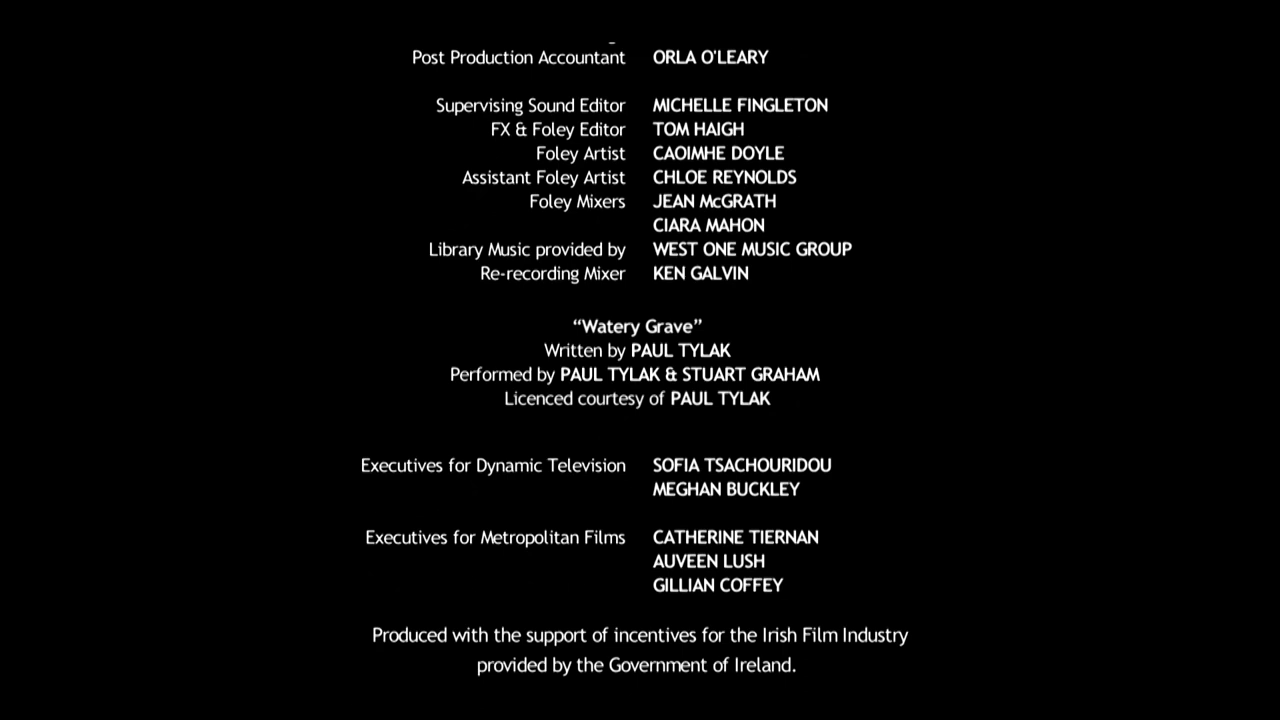 Post Production Accountant ORLA O'LEARY
Supervising Sound Editor MICHELLE FINGLETON
FX & Foley Editor TOM HAIGH
Foley Artist CAOIMHE DOYLE
Assistant Foley Artist CHLOE REYNOLDS
Foley Mixers JEAN McGRATH
CIARA MAHON
Library Music provided by WEST ONE MUSIC GROUP
Re-recording Mixer KEN GALVIN
“Watery Grave”
Written by PAUL TYLAK
Performed by PAUL TYLAK & STUART GRAHAM
Licenced courtesy of PAUL TYLAK
Executives for Dynamic Television SOFIA TSACHOURIDOU
MEGHAN BUCKLEY
Executives for Metropolitan Films CATHERINE TIERNAN
AUVEEN LUSH
GILLIAN COFFEY
Produced with the support of incentives for the Irish Film Industry
provided by the Government of Ireland.